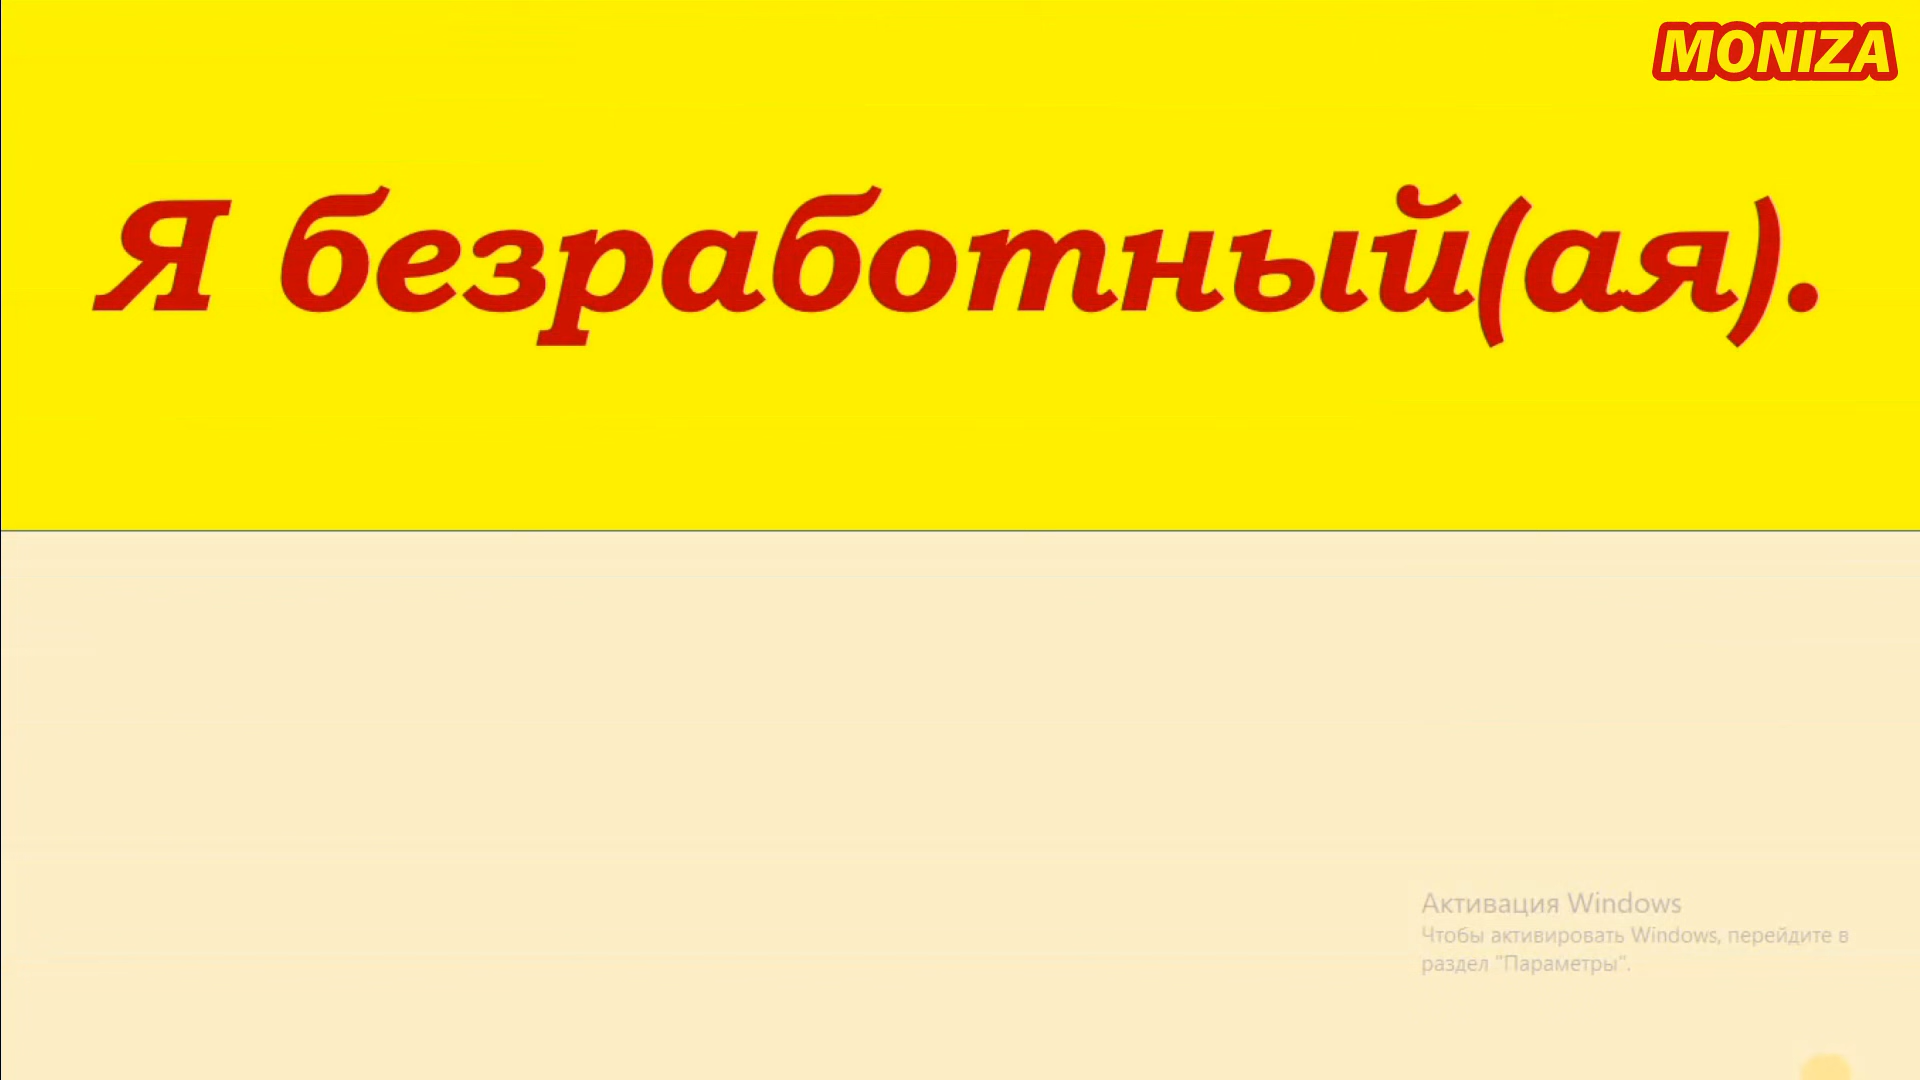 MONIZA
Я безработный(ая).
Активация Windows
Чтобы активировать Windows, перейдите в
раздел "Параметры".